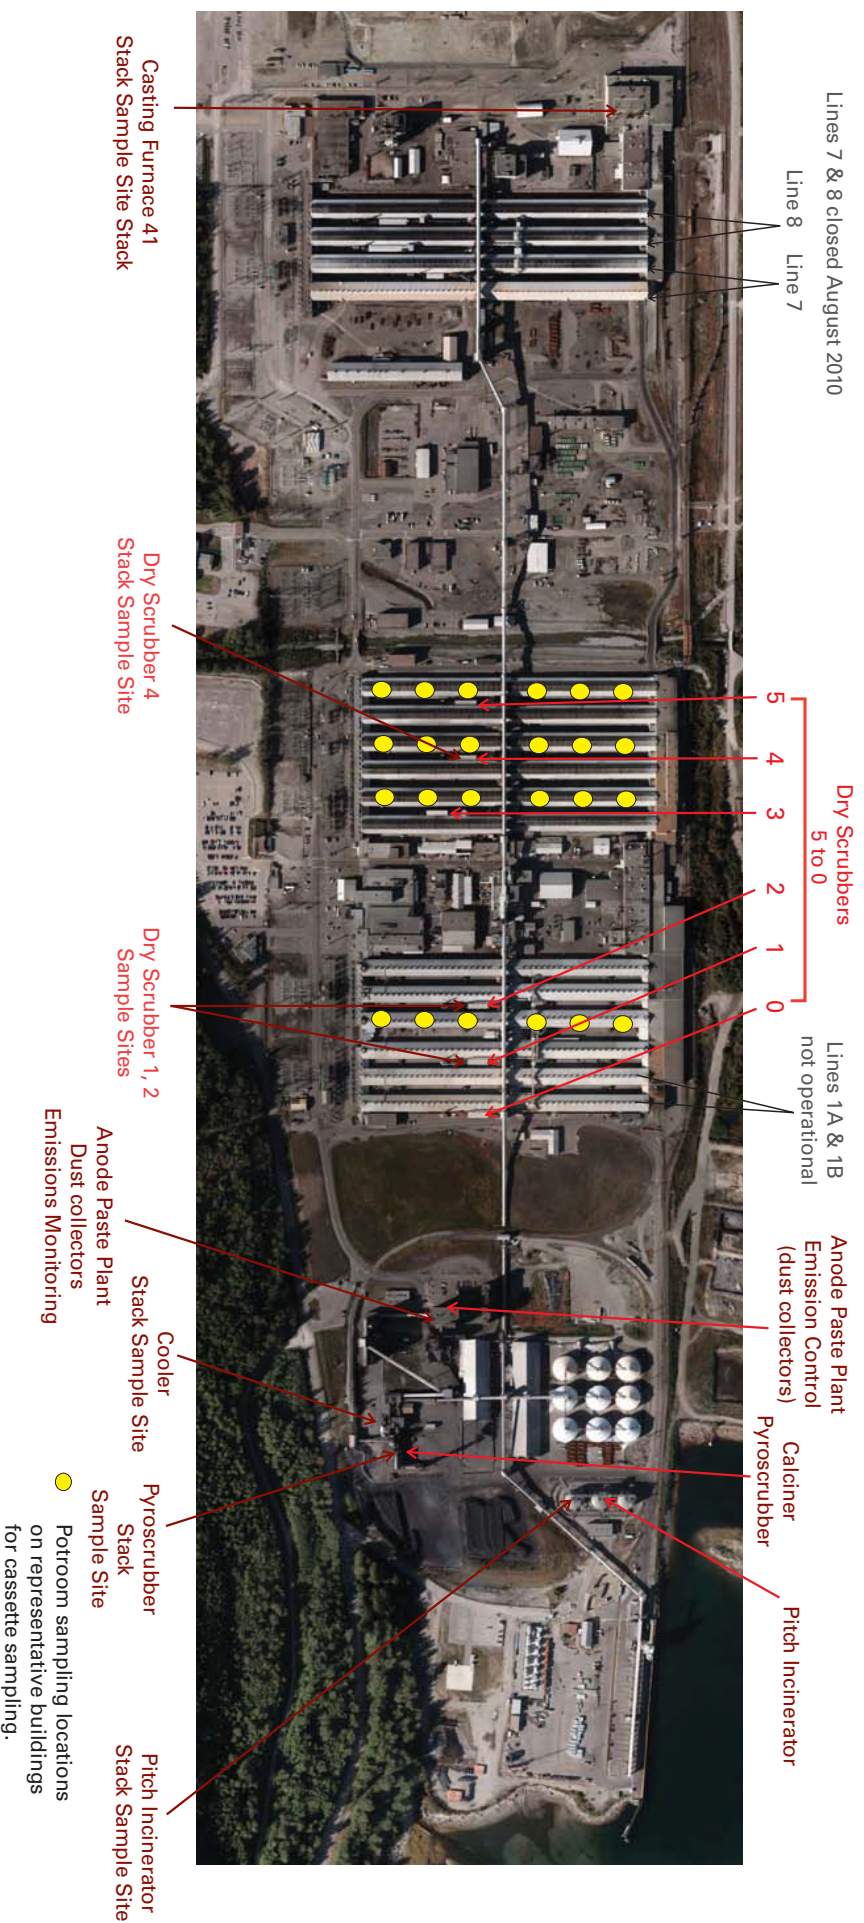 Lines 7 & 8 closed August 2010
Line 8
Line 7
Dry Scrubbers
5 to 0
5
4
3
2
1
0
Lines 1A & 1B
not operational
Anode Paste Plant
Emission Control
(dust collectors)
Calciner
Pyroscrubber
Pitch Incinerator
Casting Furnace 41
Stack Sample Site Stack
Dry Scrubber 4
Stack Sample Site
Dry Scrubber 1, 2
Sample Sites
Anode Paste Plant
Dust collectors
Emissions Monitoring
Cooler
Stack Sample Site
Pyroscrubber
Stack
Sample Site
Pitch Incinerator
Stack Sample Site
Potroom sampling locations
on representative buildings
for cassette sampling.